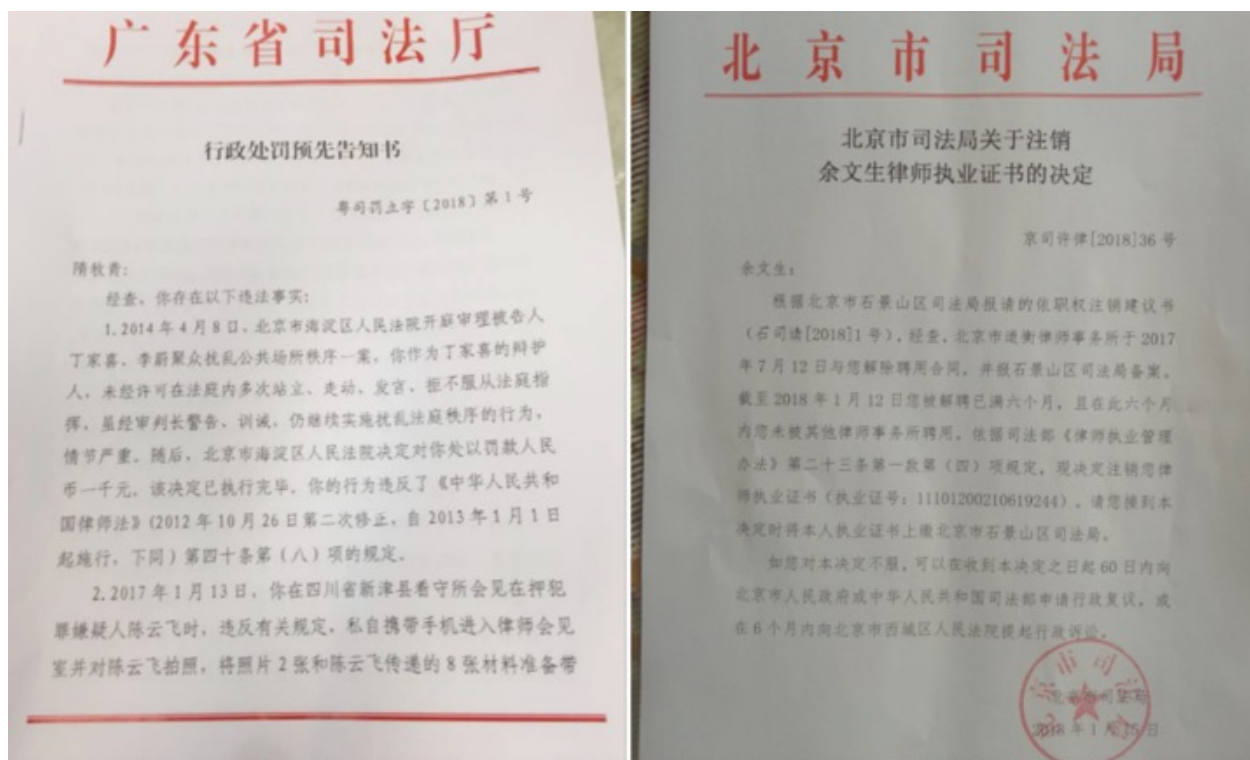 广东省司法厅
行政处罚预先告知书
粤司罚立字〔2018〕第1号
隋牧青:
经查,你存在以下违法事实:
1.2014年4月8日,北京市海淀区人民法院开庭审理被告人
丁家喜、李蔚聚众扰乱公共场所秩序一案,你作为丁家喜的辩护
人,未经许可在法庭内多次站立、走动、发言,拒不服从法庭指
挥,虽经审判长警告、训诫,仍继续实施扰乱法庭秩序的行为,
情节严重。随后,北京市海淀区人民法院决定对你处以罚款人民
币一千元。该决定已执行完毕。你的行为违反了《中华人民共和
国律师法》(2012年10月26日第二次修正,自2013年1月1日
起施行,下同)第四十条第(八)项的规定。
2.2017年1月13日,你在四川省新津县看守所会见在押犯
罪嫌疑人陈云飞时,违反有关规定,私自携带手机进入律师会见
室并对陈云飞拍照,将照片2张和陈云飞传递的8张材料准备带
北京市司法局
北京市司法局关于注销
余文生律师执业证书的决定
京司许律[2018]36号
余文生:
根据北京市石景山区司法局报请的依职权注销建议书
(石司请[2018]1号),经查,北京市道衡律师事务所于2017
年7月12日与您解除聘用合同,并报石景山区司法局备案。
截至2018年1月12日您被解聘已满六个月,且在此六个月
内您未被其他律师事务所聘用。依据司法部《律师执业管理
办法》第二十三条第一款第(四)项规定,现决定注销您律
师执业证书(执业证号:11101200210619244)。请您接到本
决定时将本人执业证书上缴北京市石景山区司法局。
如您对本决定不服,可以在收到本决定之日起60日内向
北京市人民政府或中华人民共和国司法部申请行政复议,或
在6个月内向北京市西城区人民法院提起行政诉讼。
北京市司法局
2018年1月15日